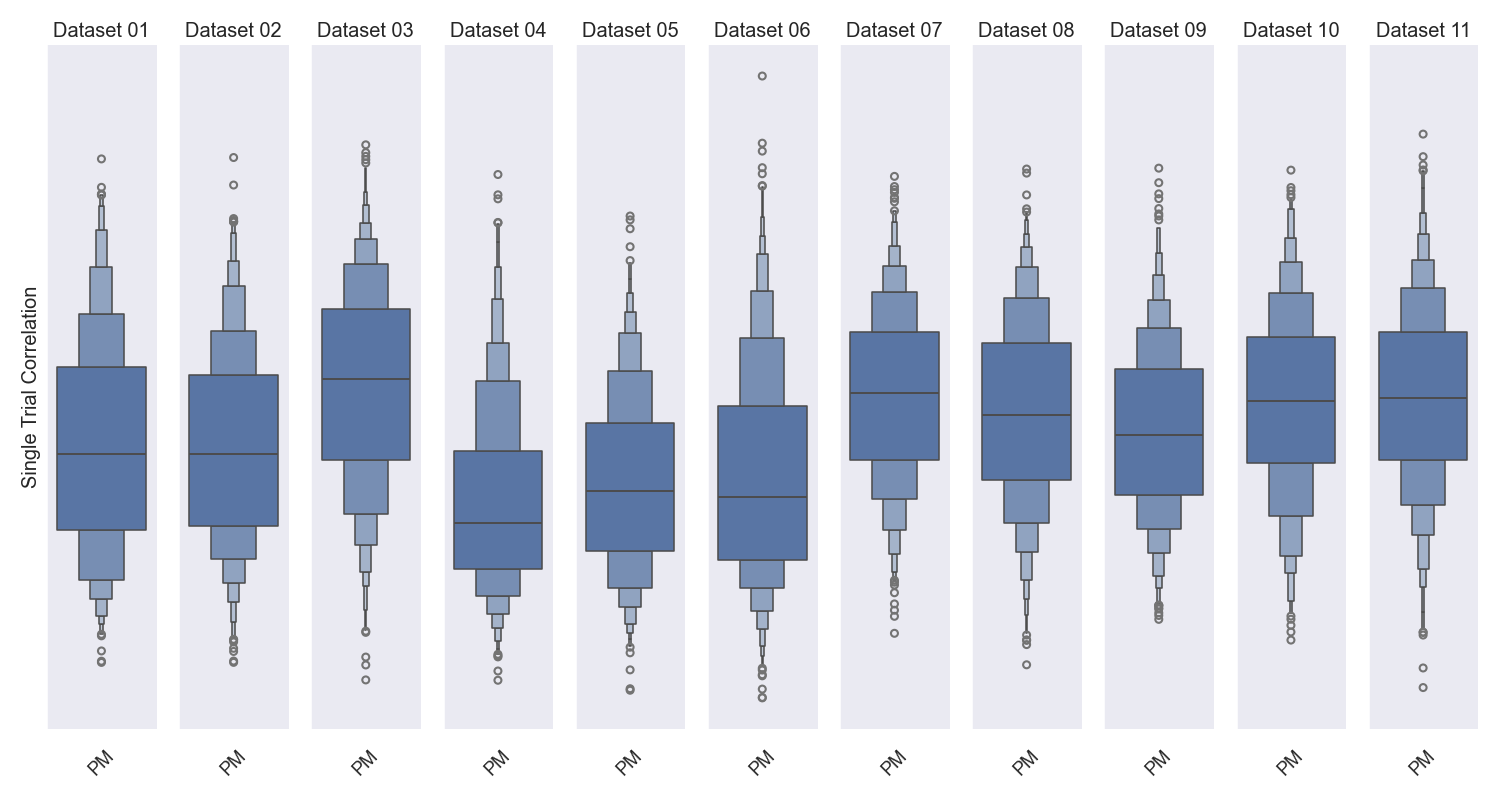 Dataset 01
Dataset 02
Dataset 03
Dataset 04
Dataset 05
Dataset 06
Dataset 07
Dataset 08
Dataset 09
Dataset 10
Dataset 11
Single Trial Correlation
PM
PM
PM
PM
PM
PM
PM
PM
PM
PM
PM